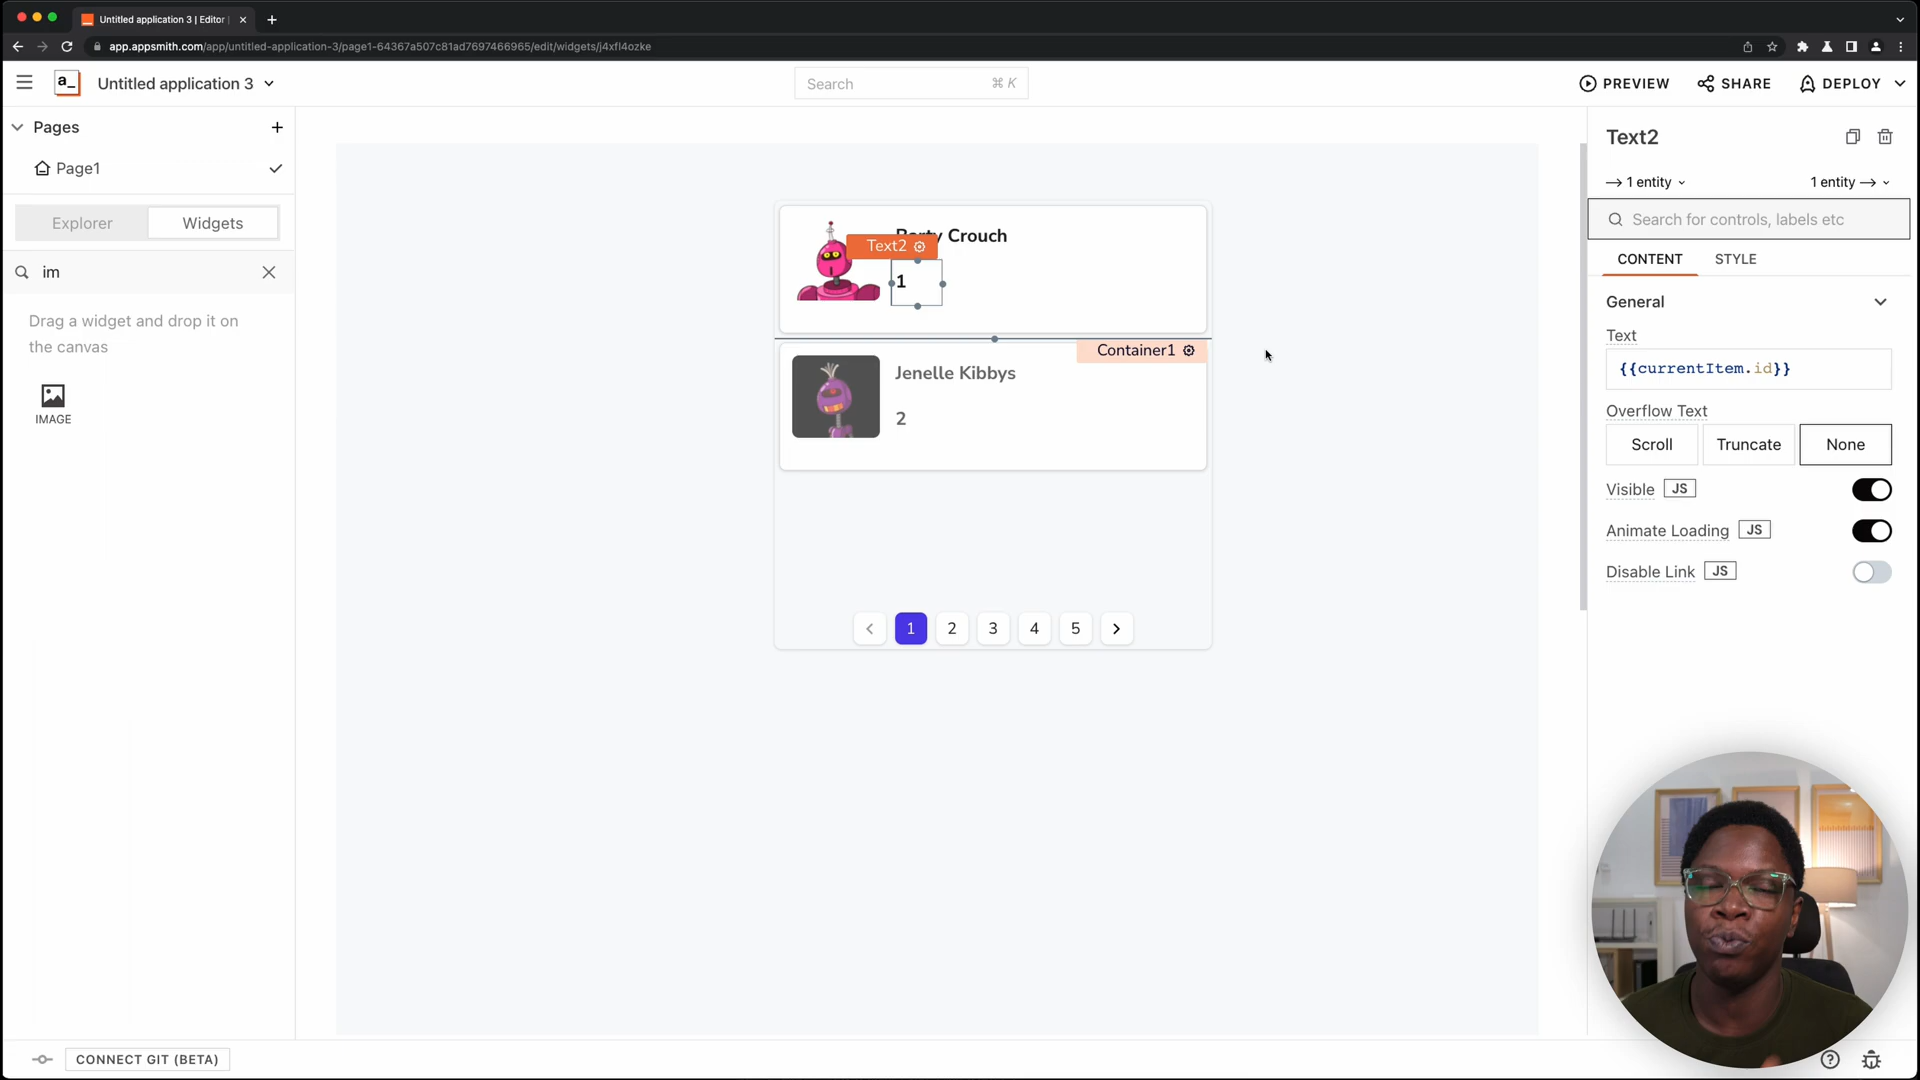 Untitled application 3 | Editor |
app.appsmith.com/app/untitled-application-3/page1-64367a507c81ad7697466965/edit/widgets/j4xfl4ozke
a_
Untitled application 3
Search
⌘ K
PREVIEW
SHARE
DEPLOY
Pages
Page1
Explorer
Widgets
im
Drag a widget and drop it on
the canvas
IMAGE
Barty Crouch
Text2
1
Container1
Jenelle Kibbys
2
1 2 3 4 5
Text2
1 entity
1 entity
Search for controls, labels etc
CONTENT
STYLE
General
Text
{{currentItem.id}}
Overflow Text
Scroll
Truncate
None
Visible JS
Animate Loading JS
Disable Link JS
CONNECT GIT (BETA)